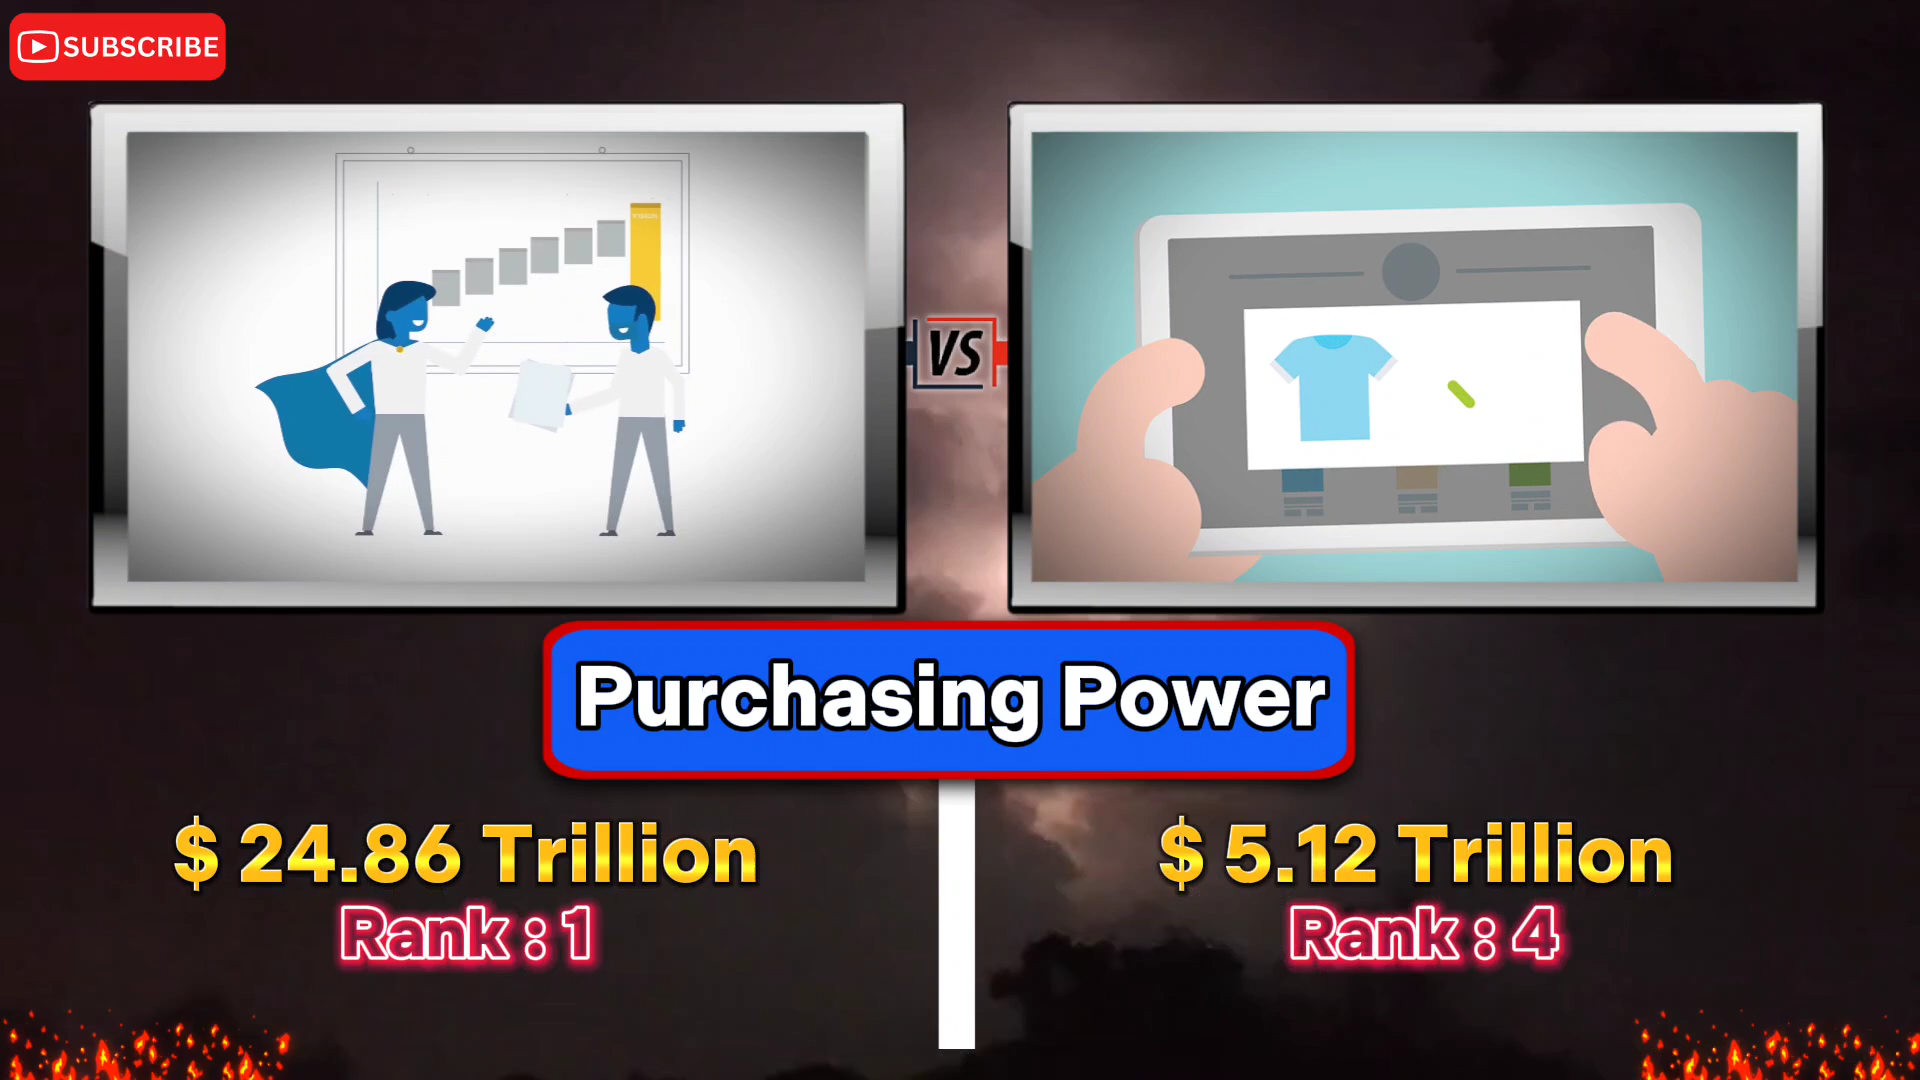 SUBSCRIBE
VS
Purchasing Power
$ 24.86 Trillion
Rank : 1
$ 5.12 Trillion
Rank : 4